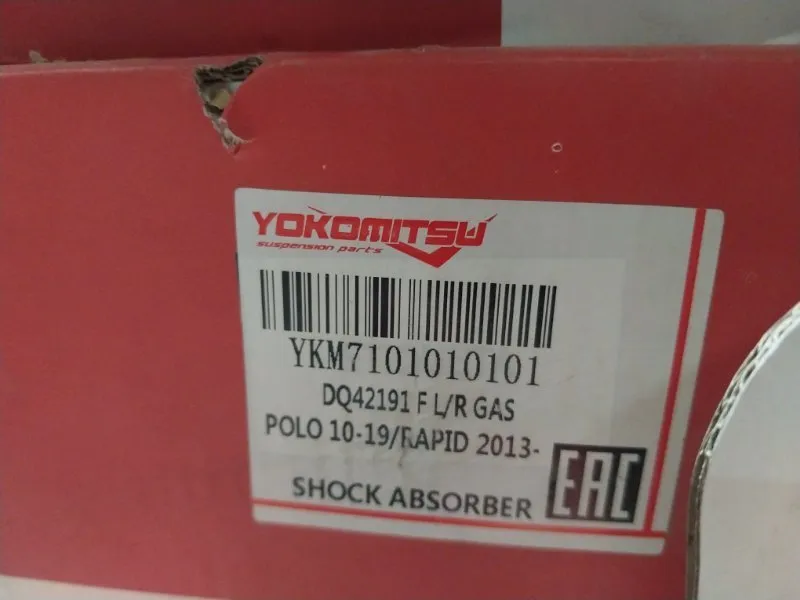 YOKOMITSU
suspension parts
YKM7101010101
DQ42191 F L/R GAS
POLO 10-19/RAPID 2013-
SHOCK ABSORBER
EAC